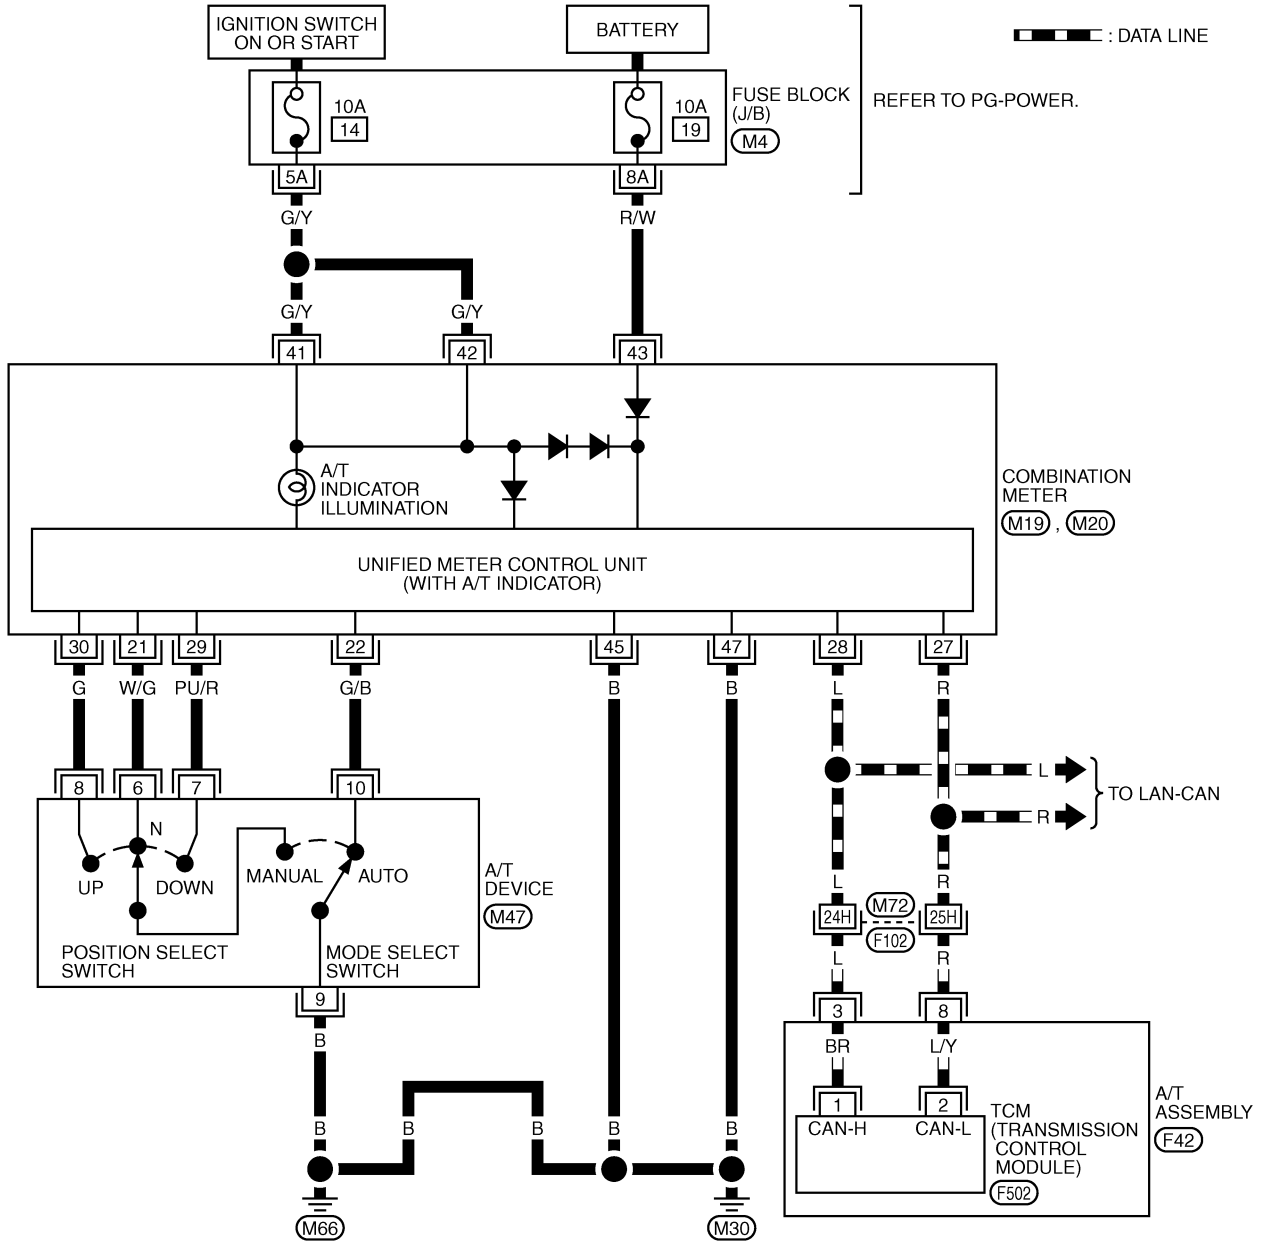 IGNITION SWITCH
ON OR START
BATTERY
: DATA LINE
10A
14
10A
19
FUSE BLOCK
(J/B)
M4
REFER TO PG-POWER.
5A
8A
G/Y
R/W
G/Y
G/Y
41
42
43
A/T
INDICATOR
ILLUMINATION
COMBINATION
METER
M19 , M20
UNIFIED METER CONTROL UNIT
(WITH A/T INDICATOR)
30
21
29
22
45
47
28
27
G
W/G
PU/R
G/B
B
B
L
R
8
6
7
10
L
R
TO LAN-CAN
N
UP
DOWN
MANUAL
AUTO
A/T
DEVICE
M47
POSITION SELECT
SWITCH
MODE SELECT
SWITCH
L
R
24H
M72
F102
25H
L
R
9
3
8
B
BR
L/Y
1
2
CAN-H
CAN-L
TCM
(TRANSMISSION
CONTROL
MODULE)
F502
A/T
ASSEMBLY
F42
B
B
B
B
B
M66
M30